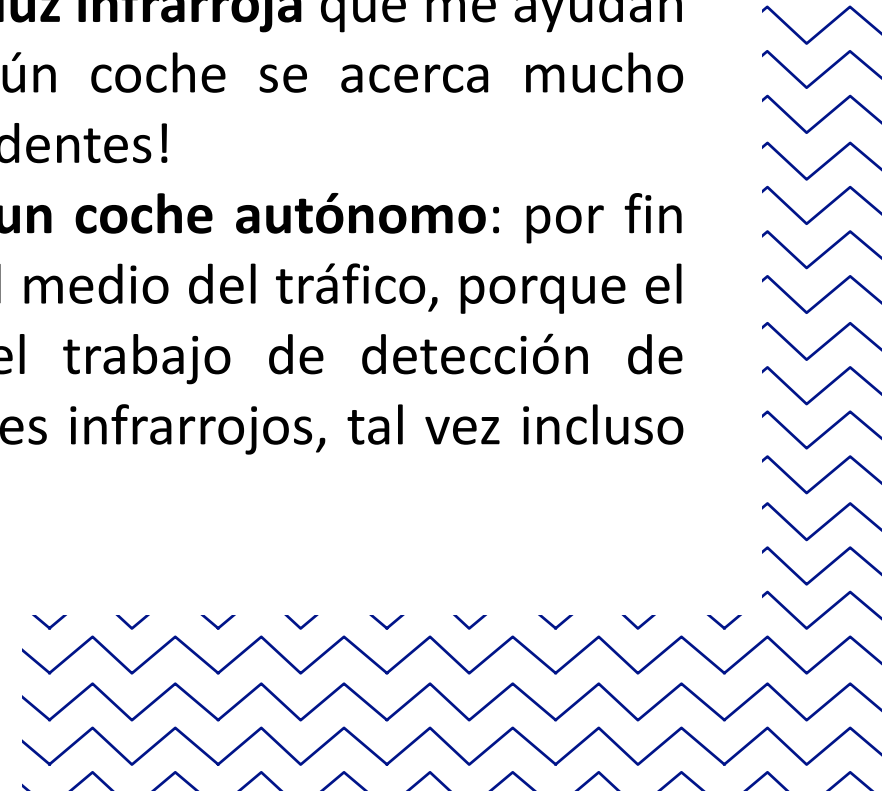 luz infrarroja que me ayudan
ún coche se acerca mucho
dentes!
un coche autónomo: por fin
l medio del tráfico, porque el
el trabajo de detección de
es infrarrojos, tal vez incluso